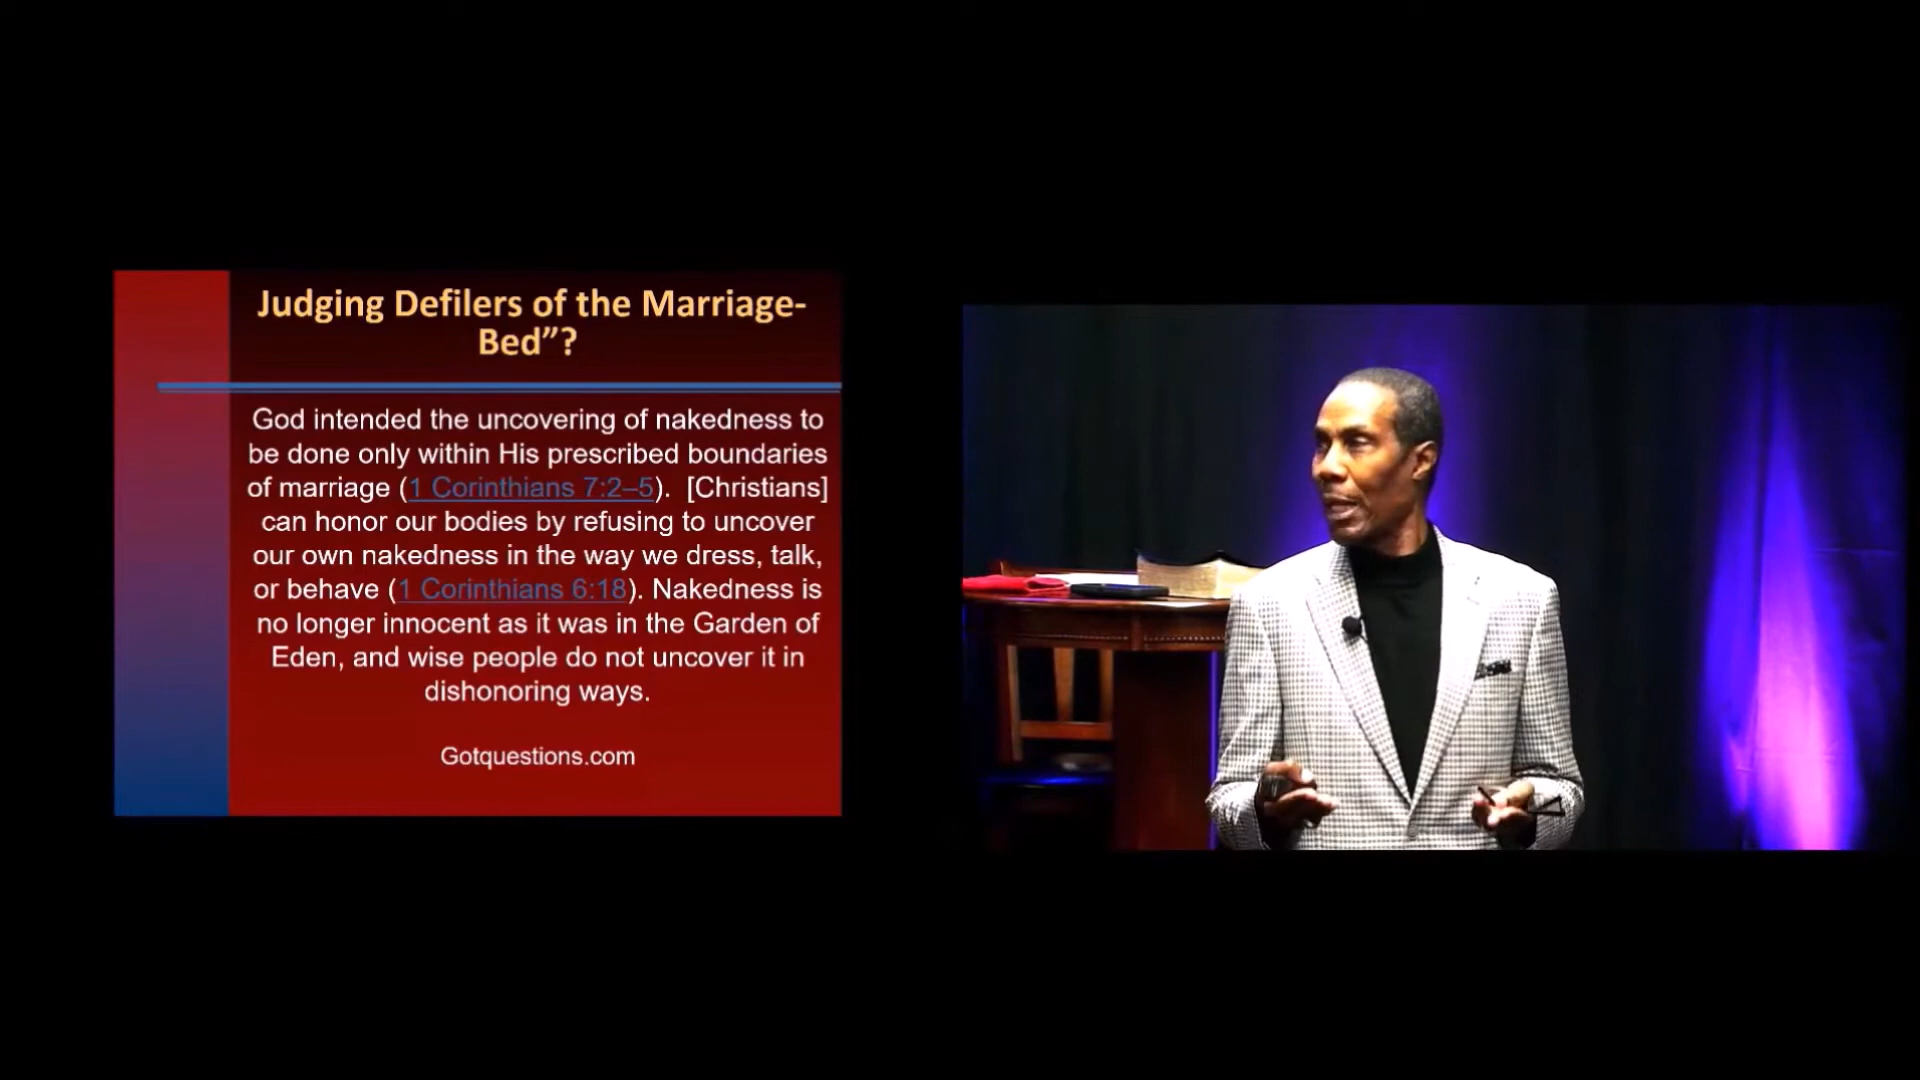 Judging Defilers of the Marriage-
Bed”?
God intended the uncovering of nakedness to
be done only within His prescribed boundaries
of marriage (1 Corinthians 7:2–5). [Christians]
can honor our bodies by refusing to uncover
our own nakedness in the way we dress, talk,
or behave (1 Corinthians 6:18). Nakedness is
no longer innocent as it was in the Garden of
Eden, and wise people do not uncover it in
dishonoring ways.
Gotquestions.com